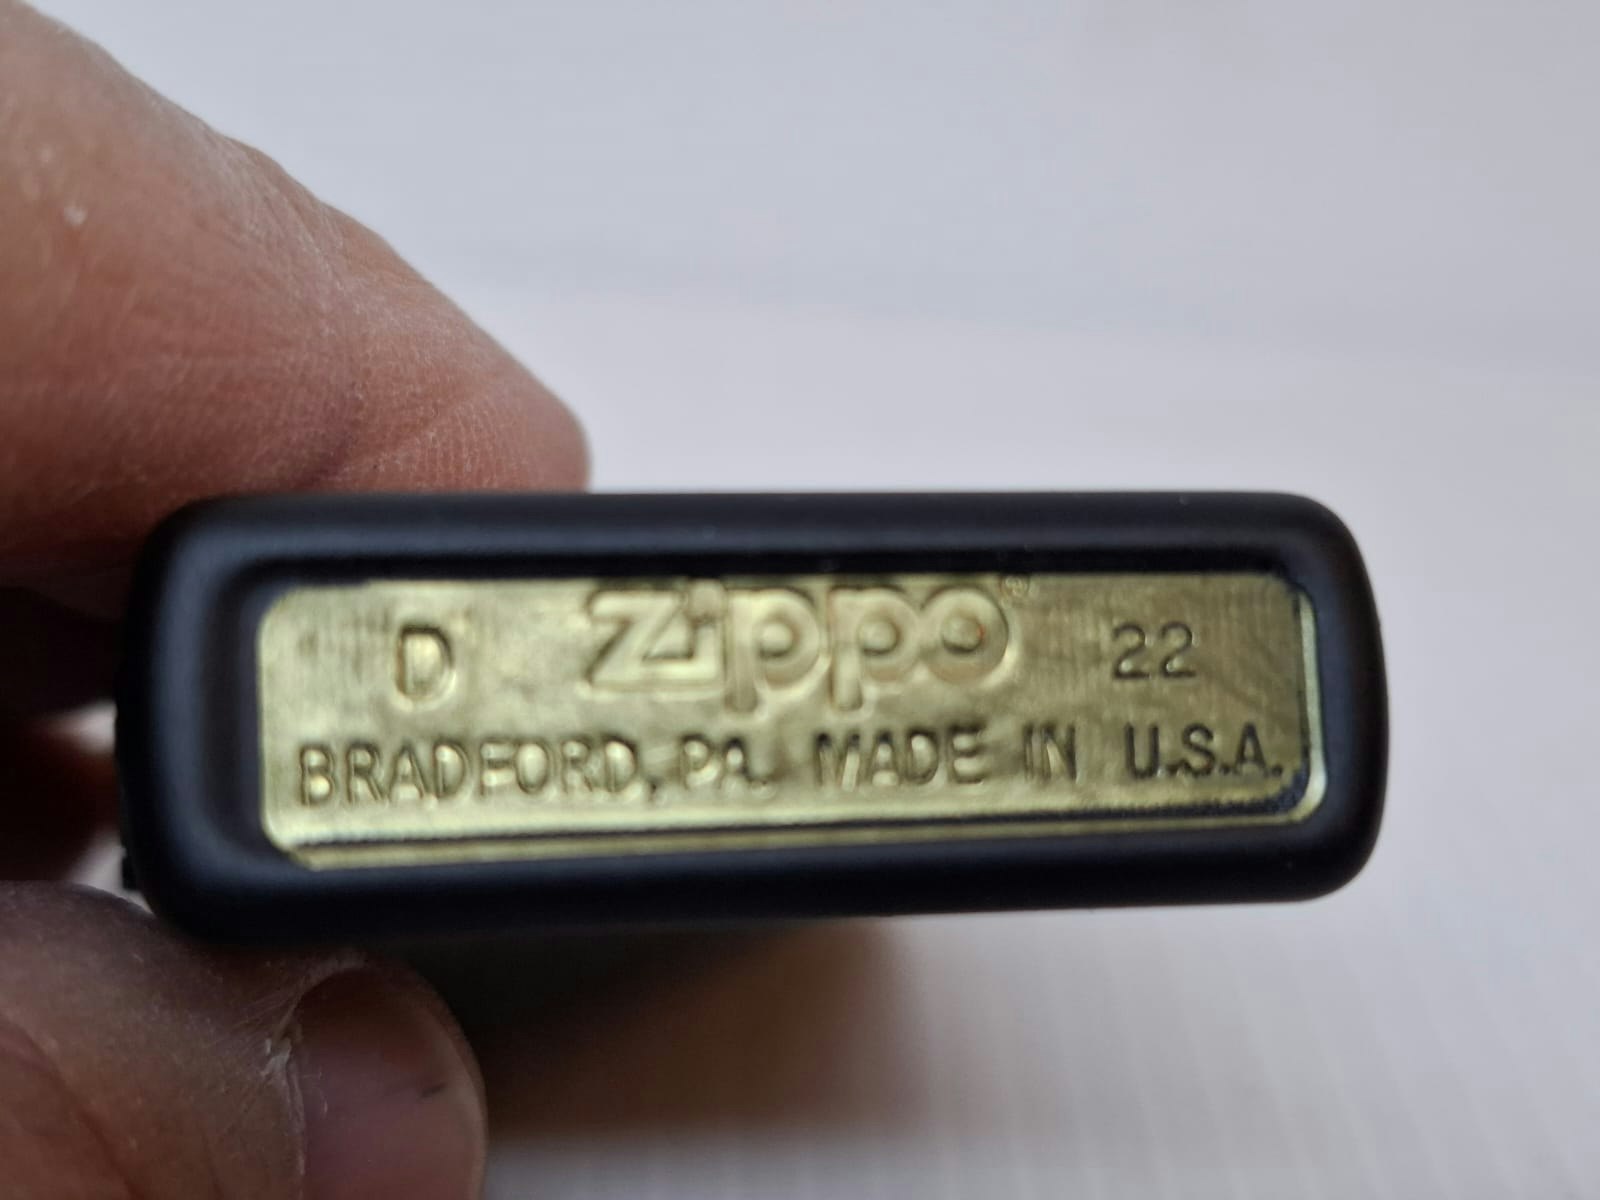 D zippo® 22
BRADFORD, PA. MADE IN U.S.A.